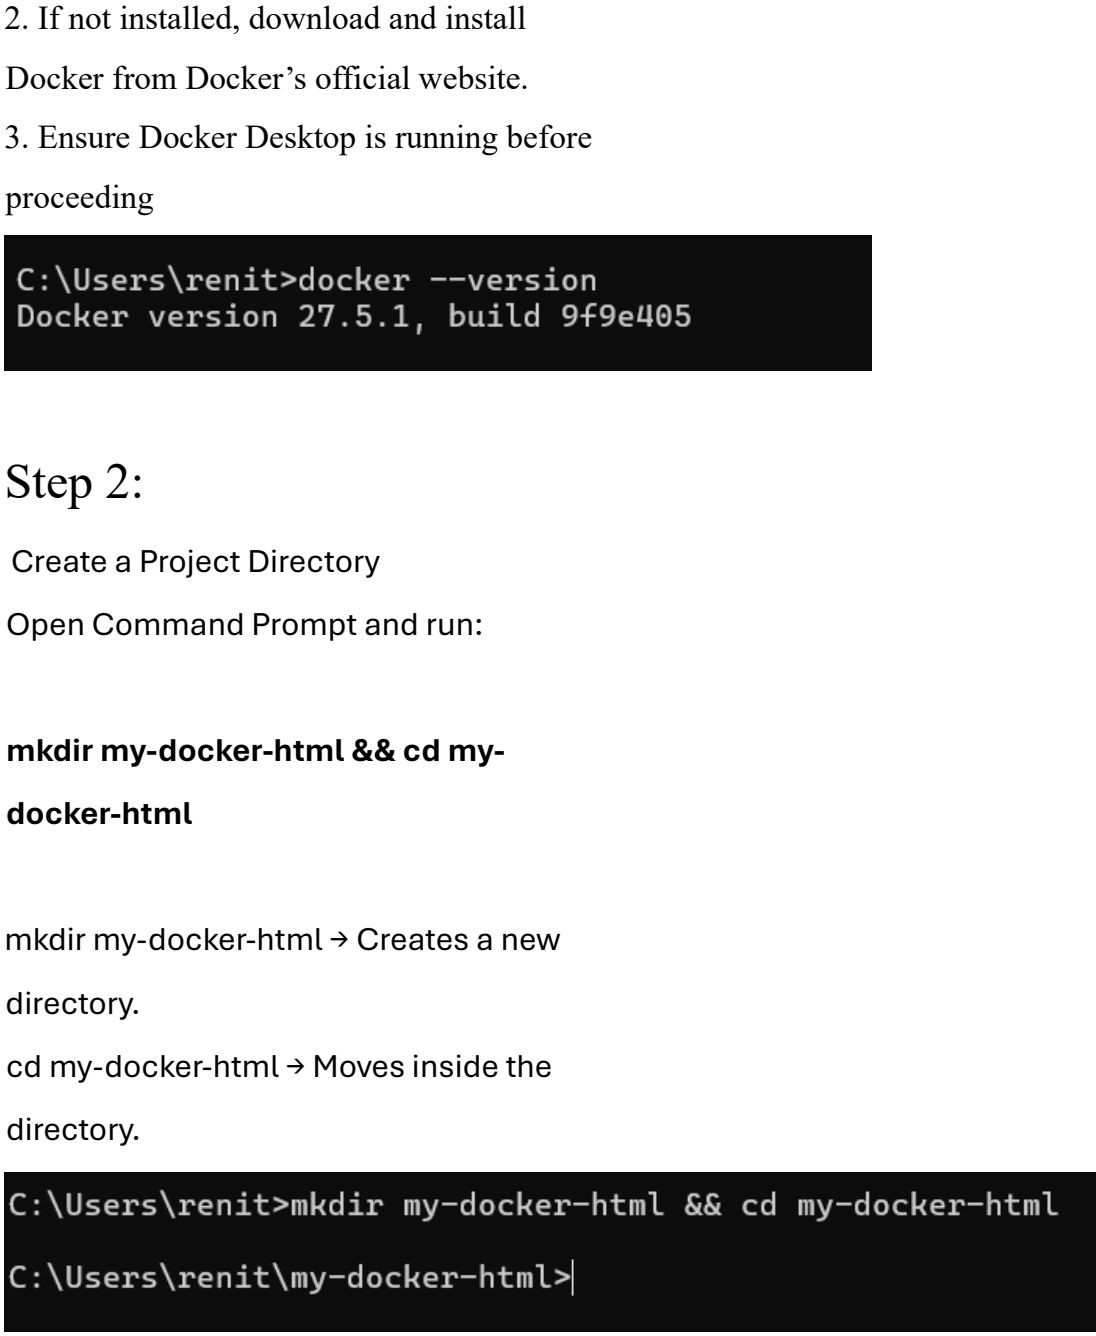 2. If not installed, download and install
Docker from Docker’s official website.
3. Ensure Docker Desktop is running before
proceeding
C:\Users\renit>docker --version
Docker version 27.5.1, build 9f9e405
Step 2:
Create a Project Directory
Open Command Prompt and run:
mkdir my-docker-html && cd my-
docker-html
mkdir my-docker-html → Creates a new
directory.
cd my-docker-html → Moves inside the
directory.
C:\Users\renit>mkdir my-docker-html && cd my-docker-html
C:\Users\renit\my-docker-html>